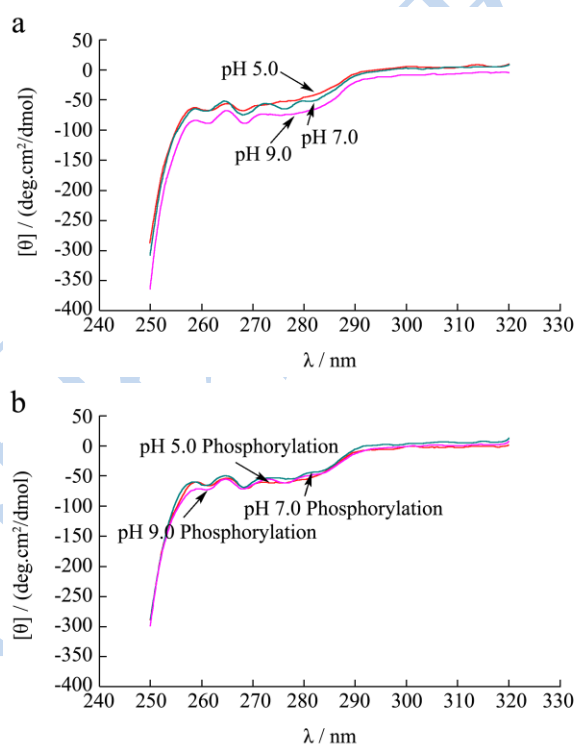 a
50
0
-50
-100
-150
-200
-250
-300
-350
-400
[θ] / (deg.cm²/dmol)
pH 5.0
pH 7.0
pH 9.0
240 250 260 270 280 290 300 310 320 330
λ / nm
b
50
0
-50
-100
-150
-200
-250
-300
-350
-400
[θ] / (deg.cm²/dmol)
pH 5.0 Phosphorylation
pH 7.0 Phosphorylation
pH 9.0 Phosphorylation
240 250 260 270 280 290 300 310 320 330
λ / nm